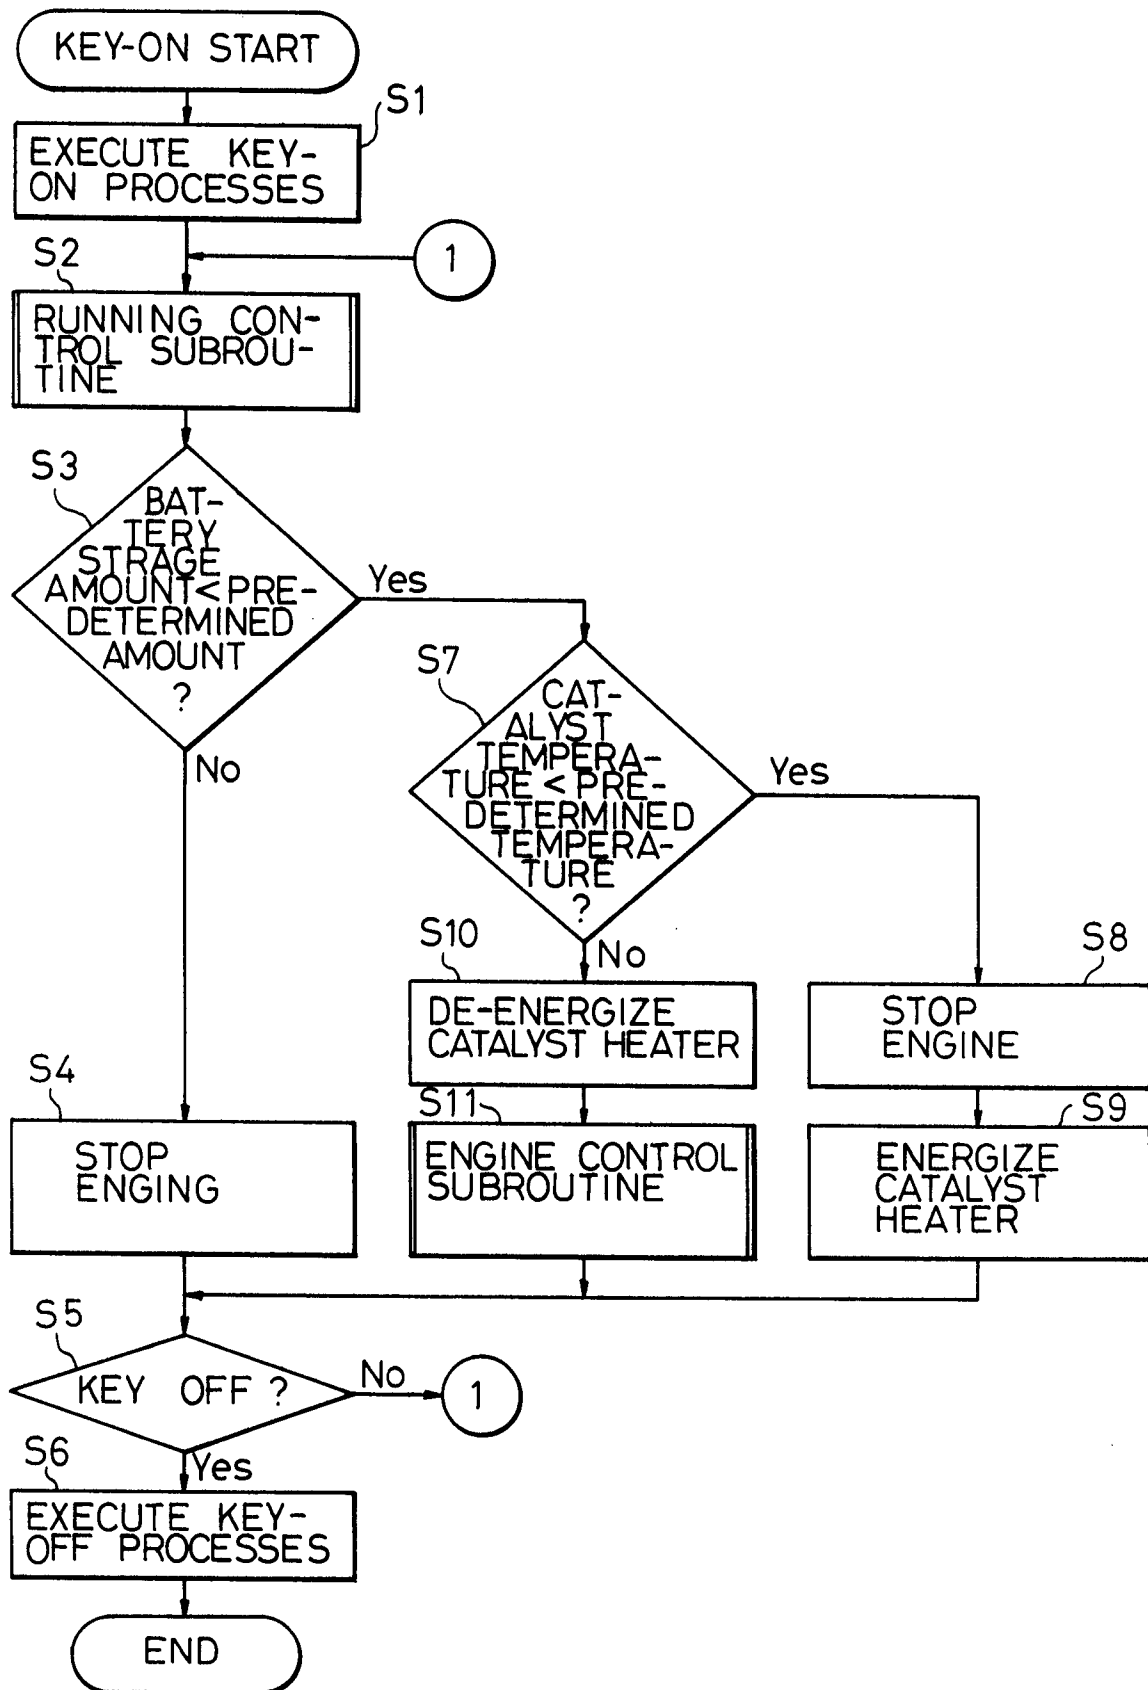 KEY-ON START
S1
EXECUTE KEY-
ON PROCESSES
1
S2
RUNNING CON-
TROL SUBROU-
TINE
S3
BAT-
TERY
STRAGE
AMOUNT<PRE-
DETERMINED
AMOUNT
?
Yes
No
S7
CAT-
ALYST
TEMPERA-
TURE < PRE-
DETERMINED
TEMPERA-
TURE
?
Yes
No
S10
DE-ENERGIZE
CATALYST HEATER
S8
STOP
ENGINE
S4
STOP
ENGING
S11
ENGINE CONTROL
SUBROUTINE
S9
ENERGIZE
CATALYST
HEATER
S5
KEY OFF ?
No
1
Yes
S6
EXECUTE KEY-
OFF PROCESSES
END